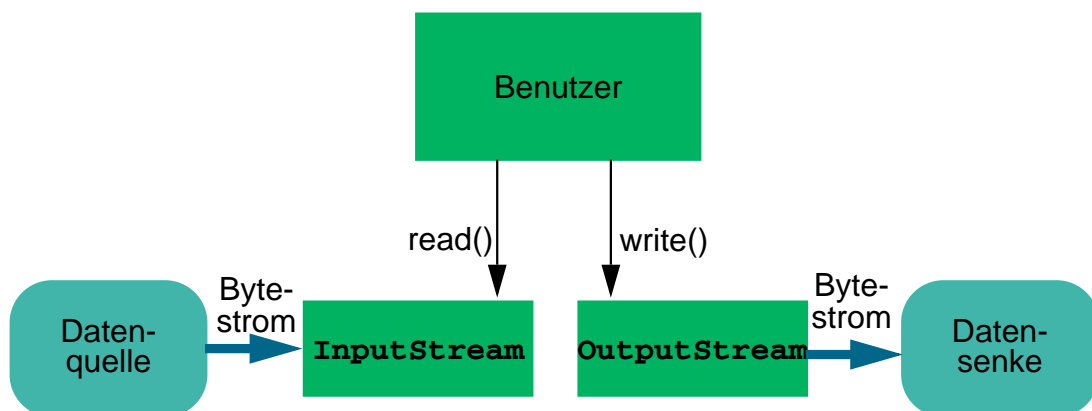 Benutzer
read()
write()
Byte-
strom
Byte-
strom
Daten-
quelle
InputStream
OutputStream
Daten-
senke